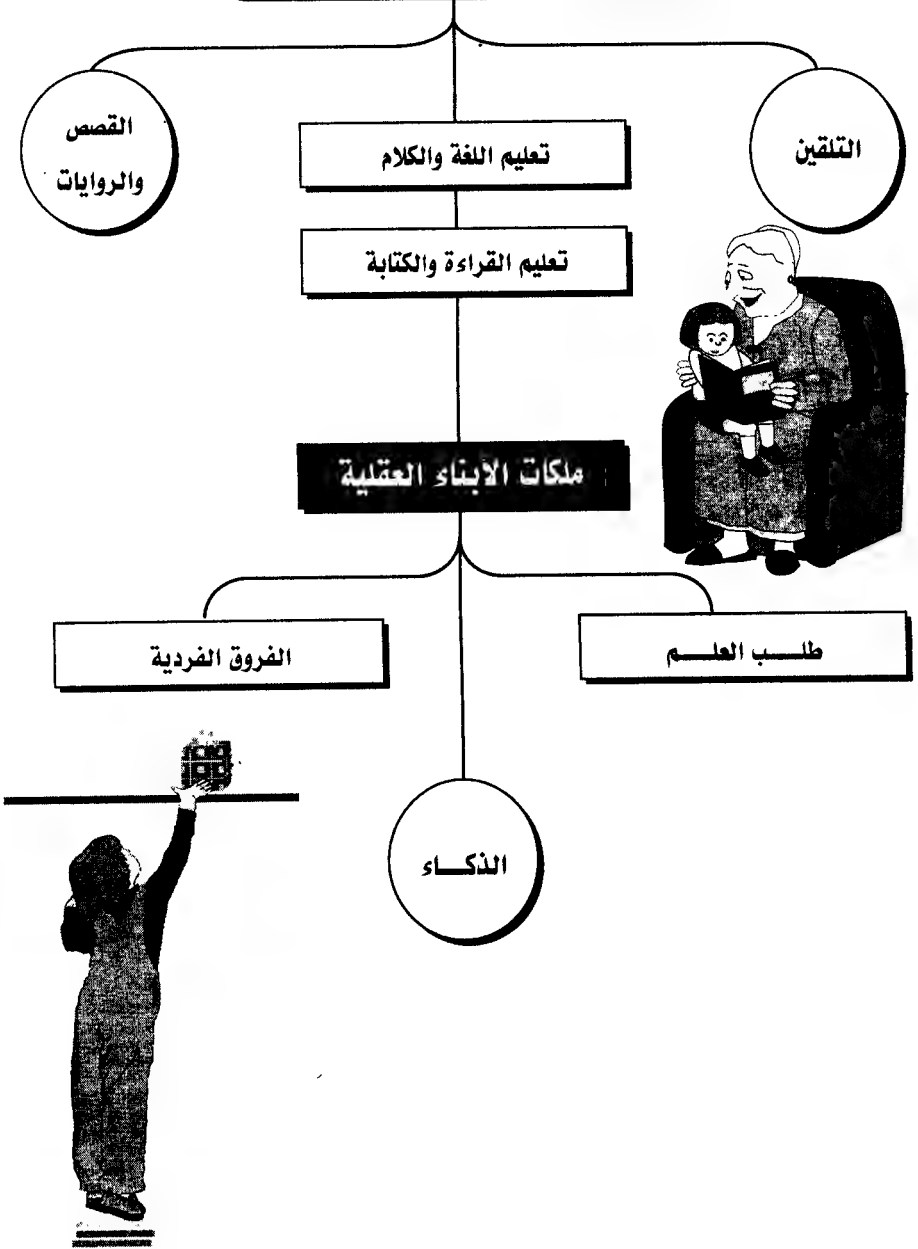 التلقين
تعليم اللغة والكلام
القصص
والروايات
تعليم القراءة والكتابة
ملكات الأبناء العقلية
طلـــب العلـــم
الفروق الفردية
الذكـــاء